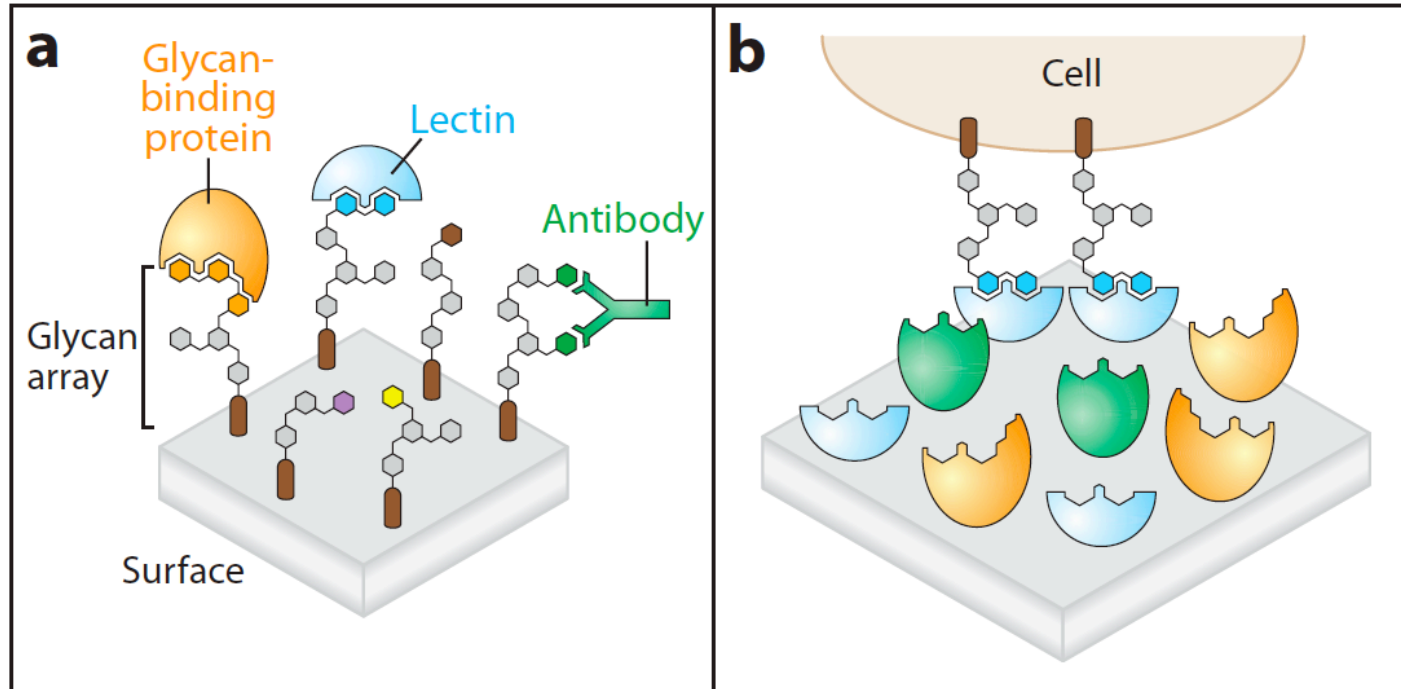 a
Glycan-
binding
protein
Lectin
Antibody
Glycan
array
Surface
b
Cell